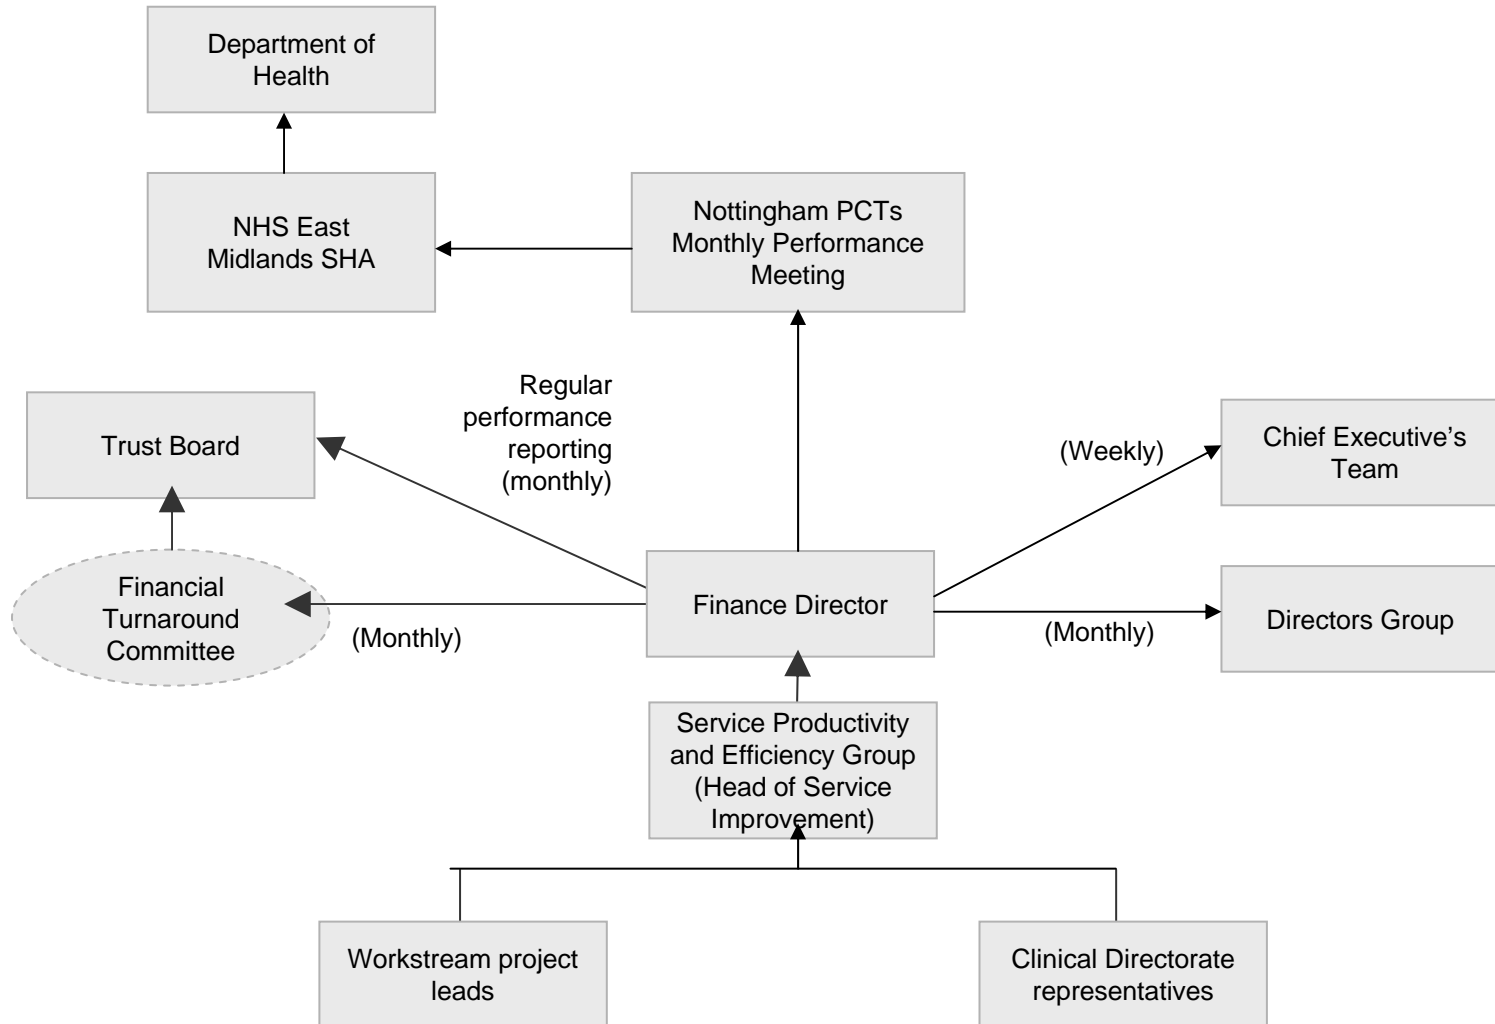 Department of
Health
NHS East
Midlands SHA
Nottingham PCTs
Monthly Performance
Meeting
Regular
performance
reporting
(monthly)
Trust Board
(Weekly)
Chief Executive’s
Team
Financial
Turnaround
Committee
(Monthly)
Finance Director
(Monthly)
Directors Group
Service Productivity
and Efficiency Group
(Head of Service
Improvement)
Workstream project
leads
Clinical Directorate
representatives